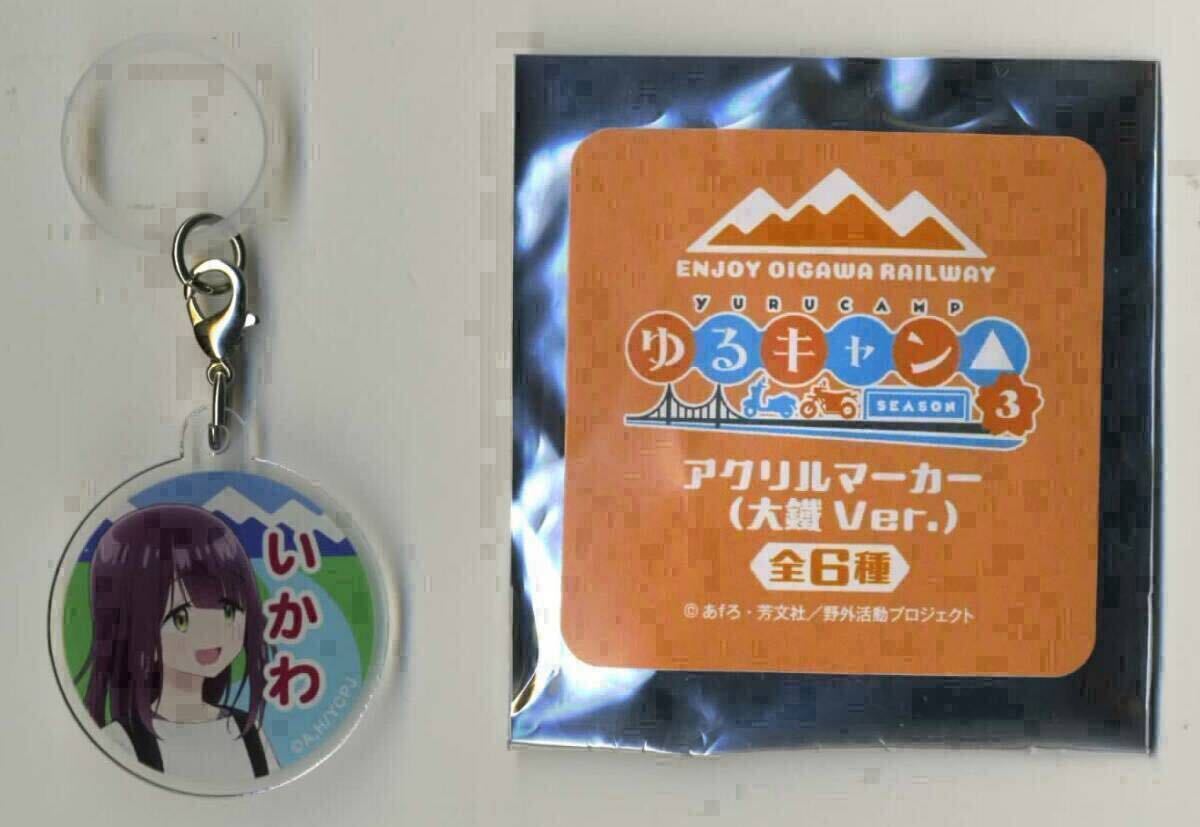 いかわ
©A.H/YCPJ
ENJOY OIGAWA RAILWAY
YURUCAMP
ゆるキャン△
SEASON 3
アクリルマーカー
(大鐵 Ver.)
全6種
©あfろ・芳文社／野外活動プロジェクト